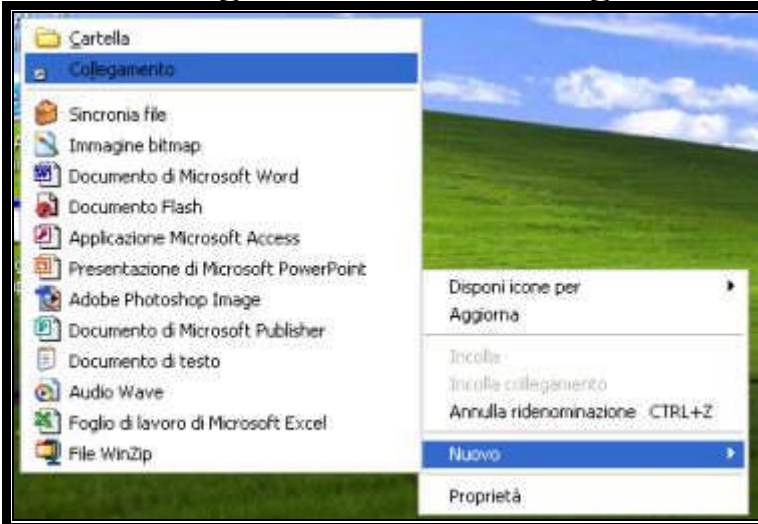 Cartella
Collegamento
Sincronia file
Immagine bitmap
Documento di Microsoft Word
Documento Flash
Applicazione Microsoft Access
Presentazione di Microsoft PowerPoint
Adobe Photoshop Image
Documento di Microsoft Publisher
Documento di testo
Audio Wave
Foglio di lavoro di Microsoft Excel
File WinZip
Disponi icone per
Aggiorna
Incolla
Incolla collegamento
Annulla ridenominazione CTRL+Z
Nuovo
Proprietà